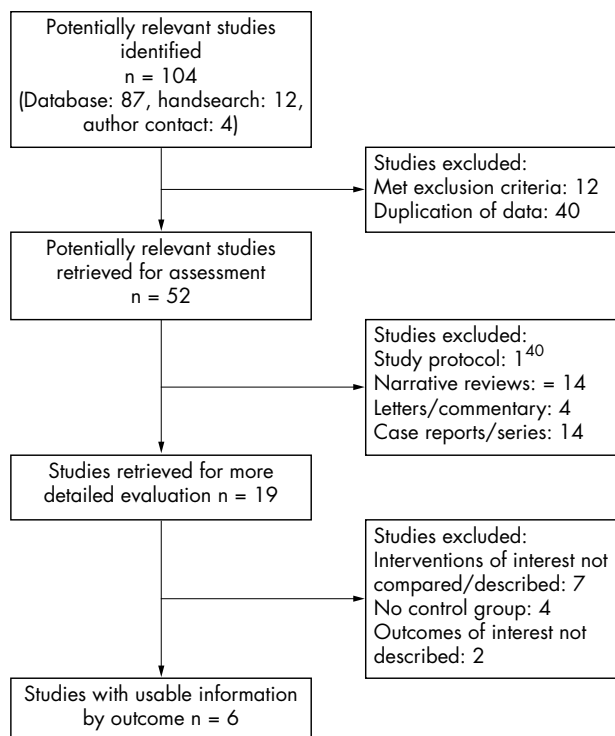 Potentially relevant studies
identified
n = 104
(Database: 87, handsearch: 12,
author contact: 4)
Studies excluded:
Met exclusion criteria: 12
Duplication of data: 40
Potentially relevant studies
retrieved for assessment
n = 52
Studies excluded:
Study protocol: 1⁴⁰
Narrative reviews: = 14
Letters/commentary: 4
Case reports/series: 14
Studies retrieved for more
detailed evaluation n = 19
Studies excluded:
Interventions of interest not
compared/described: 7
No control group: 4
Outcomes of interest not
described: 2
Studies with usable information
by outcome n = 6